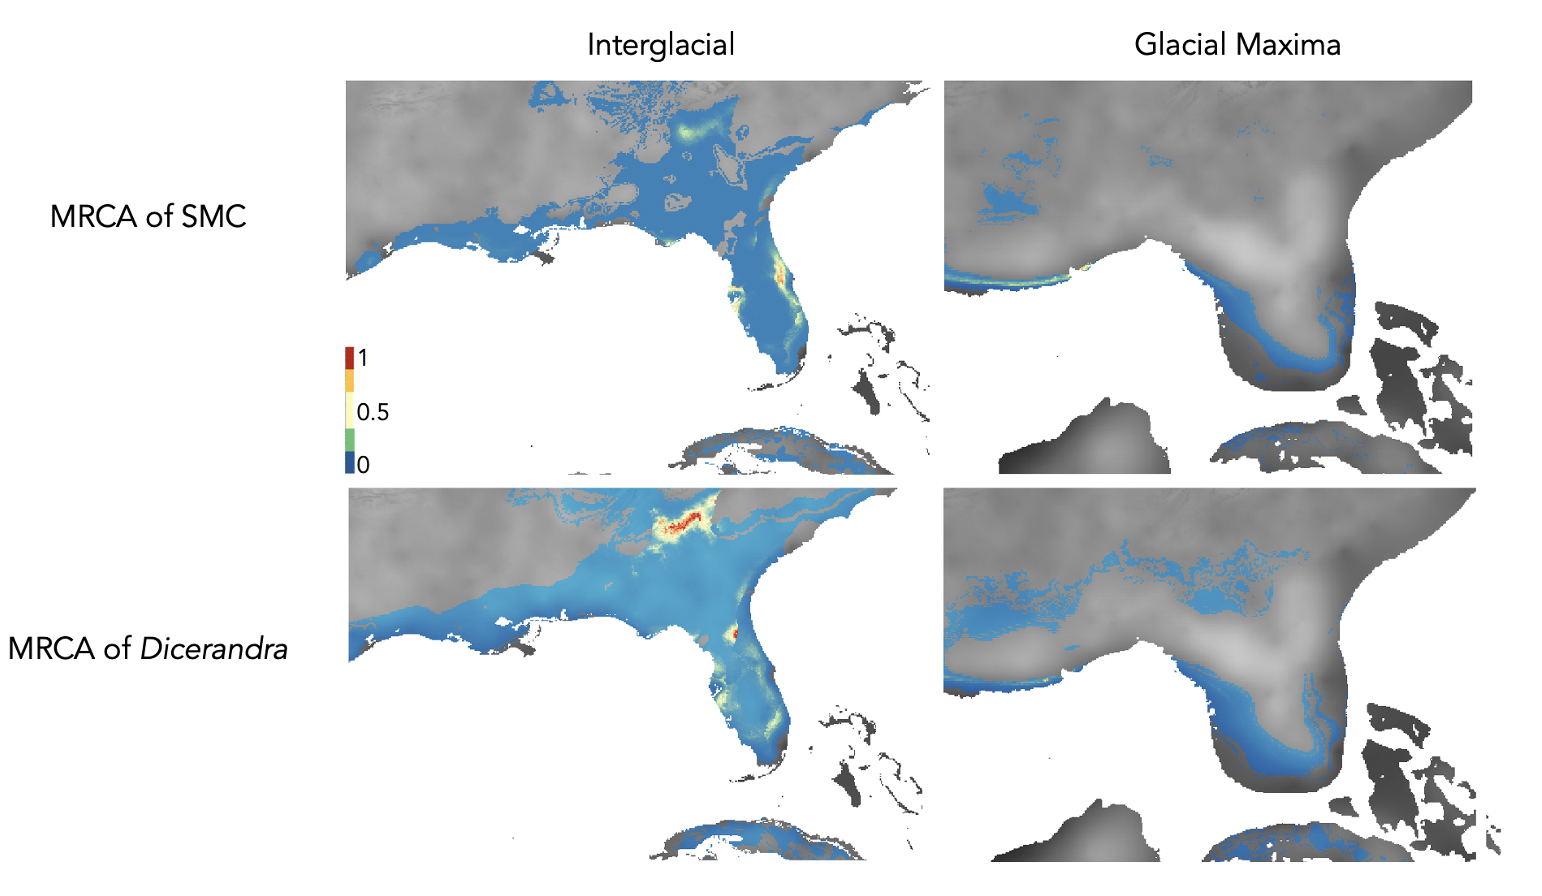 Interglacial
Glacial Maxima
MRCA of SMC
1
0.5
0
MRCA of Dicerandra